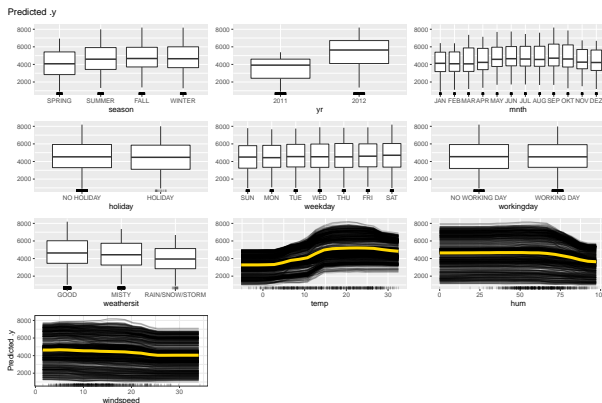 Predicted .y
8000
6000
4000
2000
SPRING SUMMER FALL WINTER
season
8000
6000
4000
2000
2011 2012
yr
8000
6000
4000
2000
JAN FEB MAR APR MAY JUN JUL AUG SEP OKT NOV DEZ
mnth
8000
6000
4000
2000
NO HOLIDAY HOLIDAY
holiday
8000
6000
4000
2000
SUN MON TUE WED THU FRI SAT
weekday
8000
6000
4000
2000
NO WORKING DAY WORKING DAY
workingday
8000
6000
4000
2000
GOOD MISTY RAIN/SNOW/STORM
weathersit
8000
6000
4000
2000
0 10 20 30
temp
8000
6000
4000
2000
0 25 50 75 100
hum
Predicted .y
8000
6000
4000
2000
0 10 20 30
windspeed